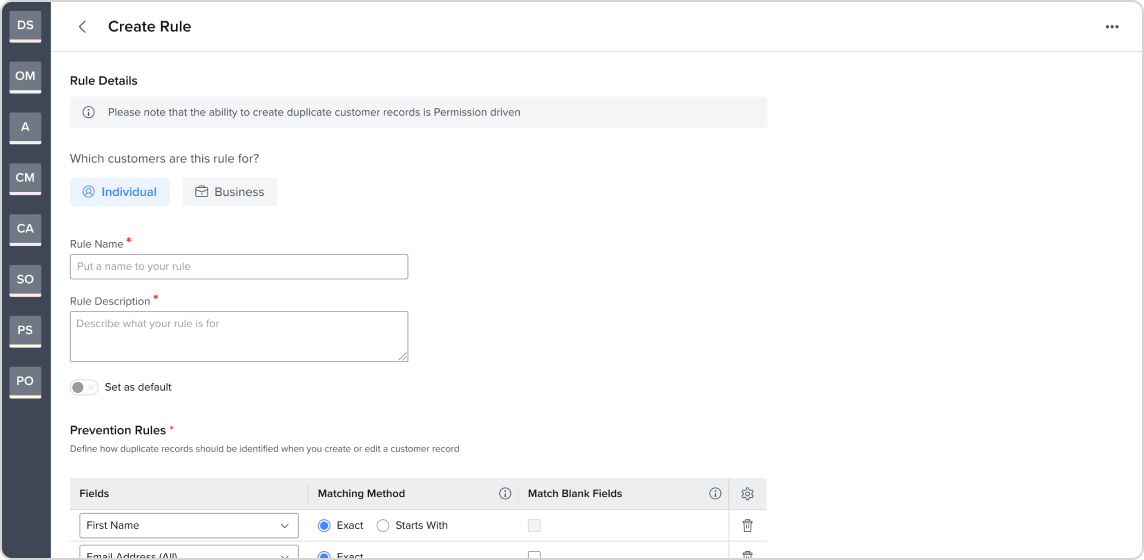 DS
OM
A
CM
CA
SO
PS
PO
Create Rule
Rule Details
Please note that the ability to create duplicate customer records is Permission driven
Which customers are this rule for?
Individual Business
Rule Name *
Put a name to your rule
Rule Description *
Describe what your rule is for
Set as default
Prevention Rules *
Define how duplicate records should be identified when you create or edit a customer record
Fields Matching Method Match Blank Fields
First Name Exact Starts With
Email Address (All) Exact